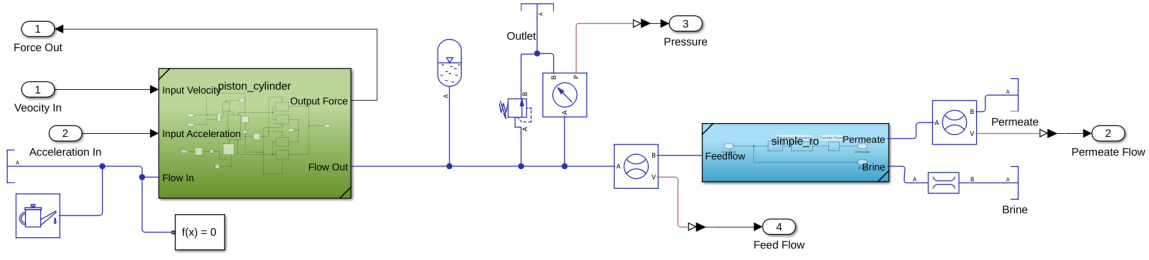 1
Force Out
1
Veocity In
2
Acceleration In
A
piston_cylinder
Input Velocity
Input Acceleration
Flow In
Output Force
Flow Out
f(x) = 0
A
A
Outlet
B
A
B
P
A
3
Pressure
A
B
V
4
Feed Flow
simple_ro
Feedflow
Permeate
Brine
A
B
V
A
Permeate
2
Permeate Flow
A
B
A
Brine